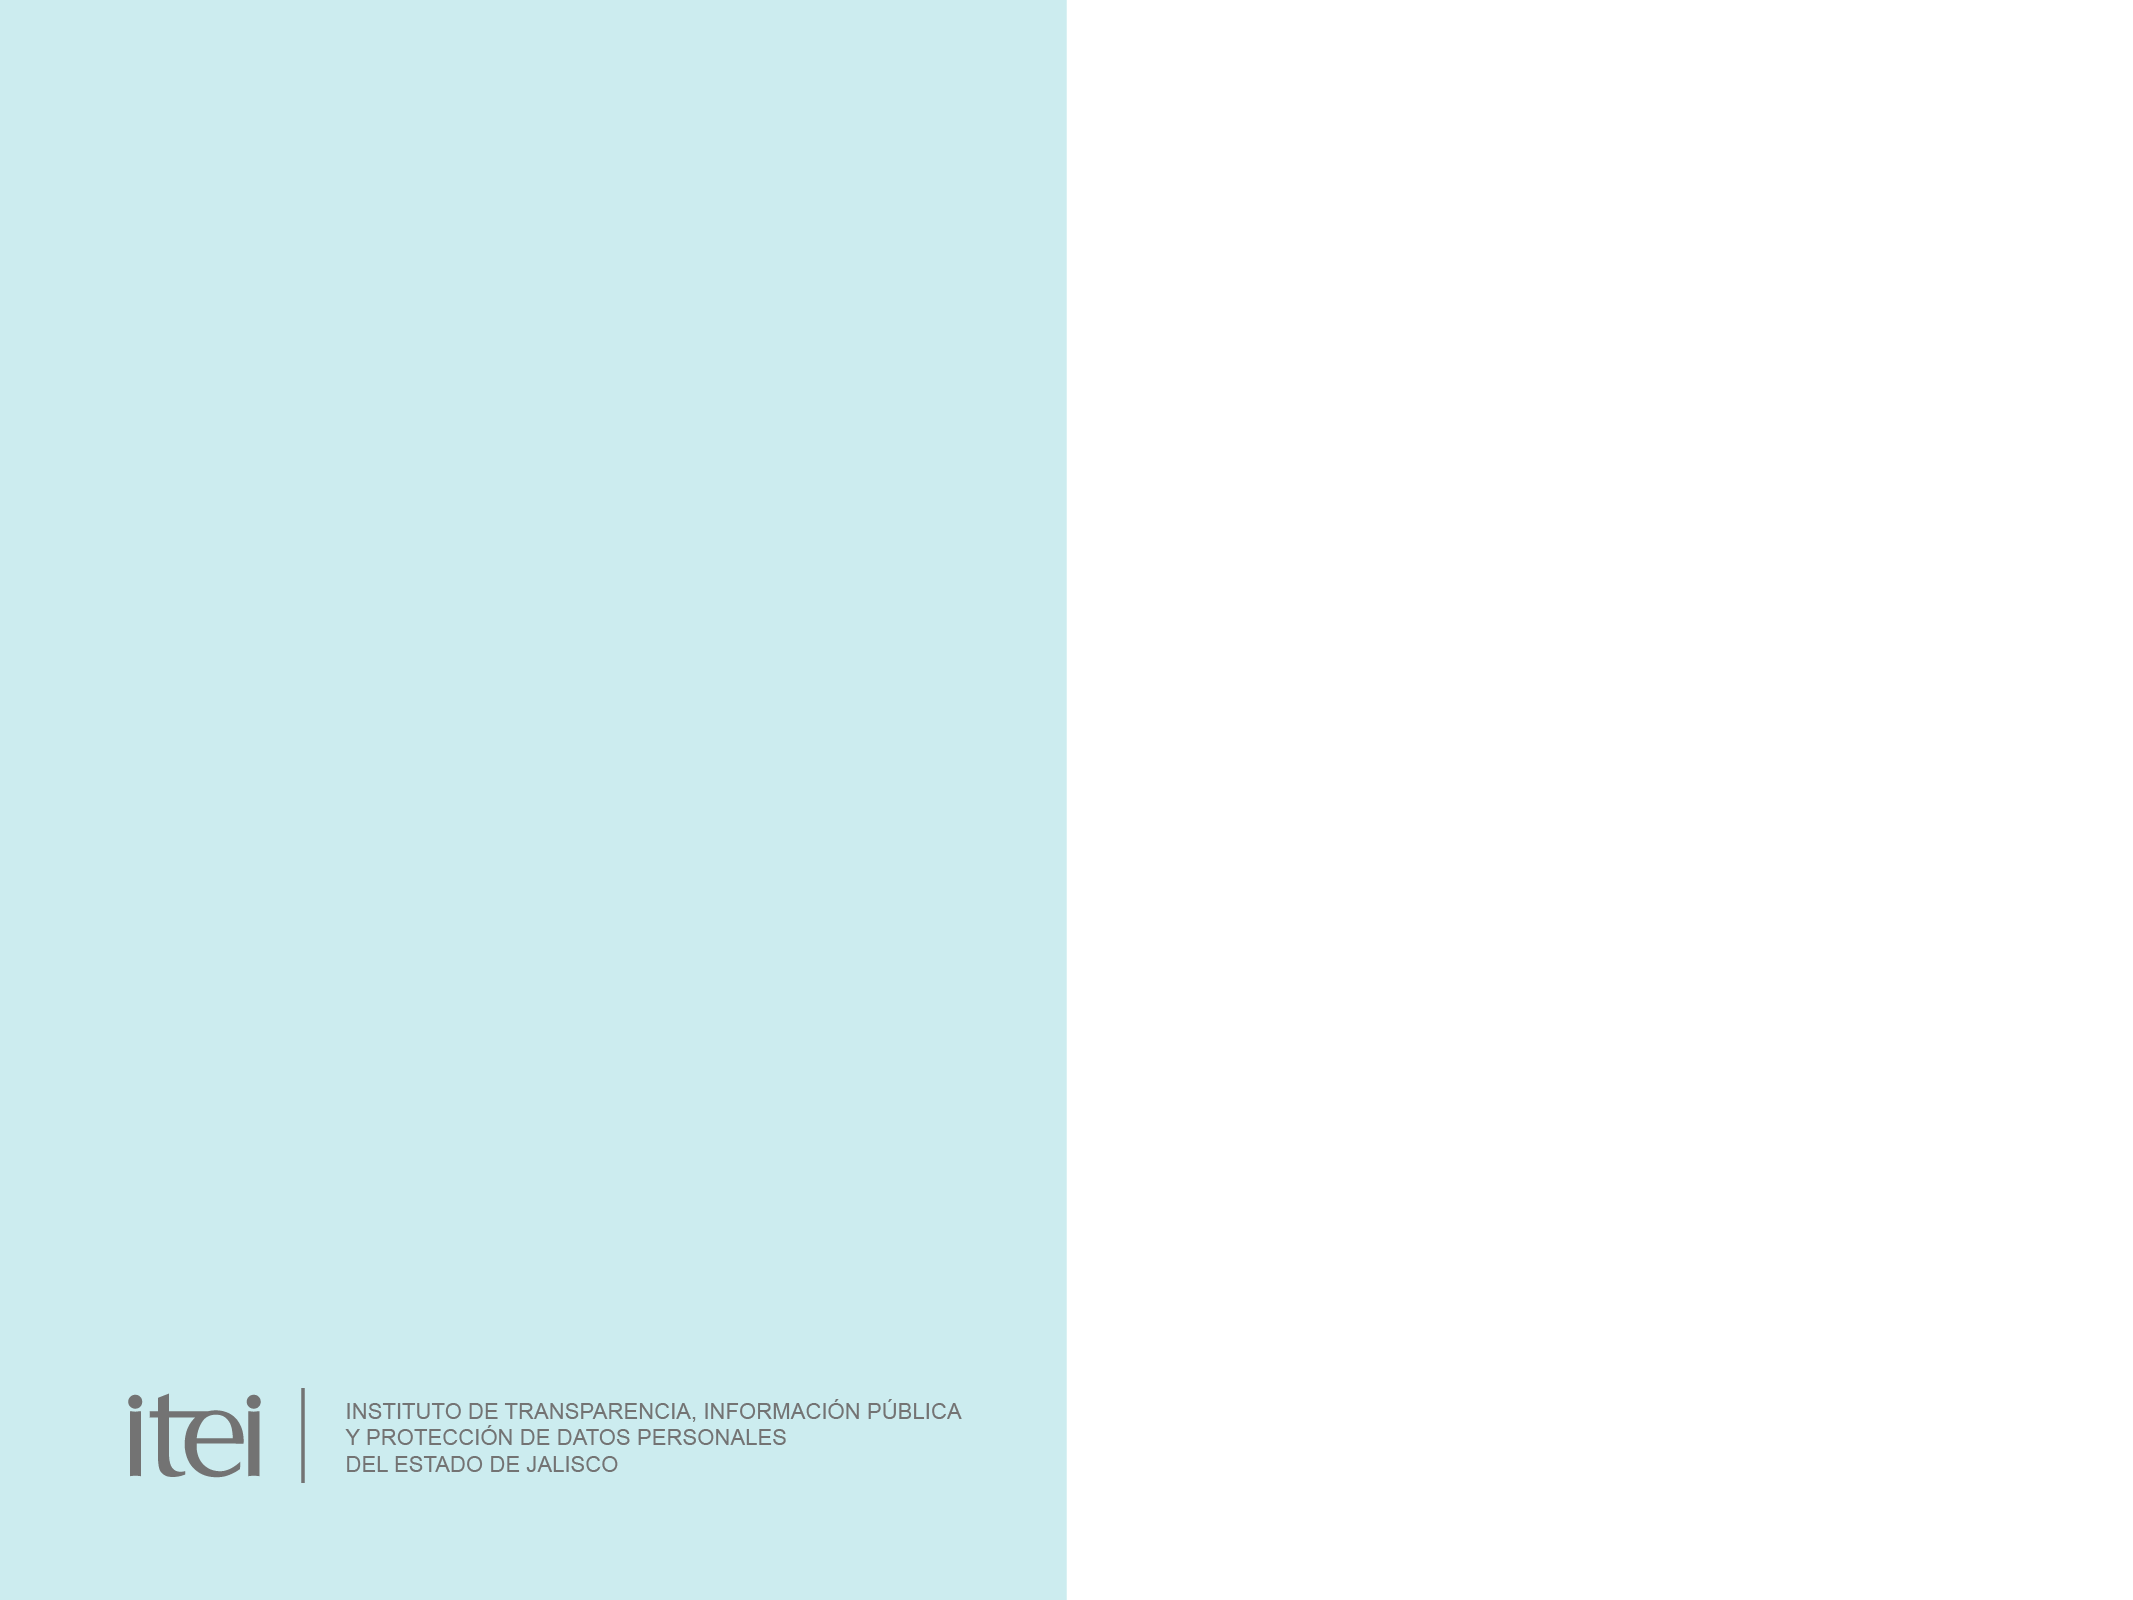 itei
INSTITUTO DE TRANSPARENCIA, INFORMACIÓN PÚBLICA
Y PROTECCIÓN DE DATOS PERSONALES
DEL ESTADO DE JALISCO